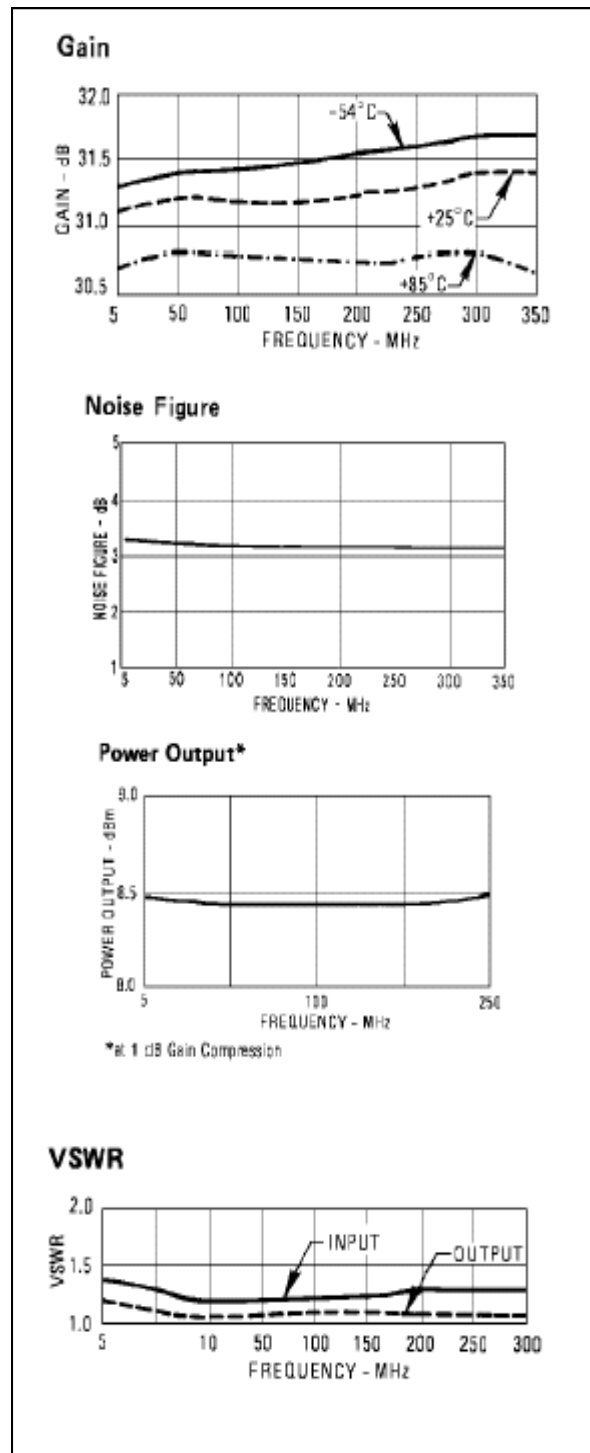 Gain
32.0
31.5
31.0
30.5
GAIN - dB
-54°C
+25°C
+85°C
5 50 100 150 200 250 300 350
FREQUENCY - MHz
Noise Figure
5
4
3
2
1
NOISE FIGURE - dB
5 50 100 150 200 250 300 350
FREQUENCY - MHz
Power Output*
9.0
8.5
8.0
POWER OUTPUT - dBm
5 100 250
FREQUENCY - MHz
*at 1 dB Gain Compression
VSWR
2.0
1.5
1.0
VSWR
INPUT
OUTPUT
5 10 50 100 150 200 250 300
FREQUENCY - MHz